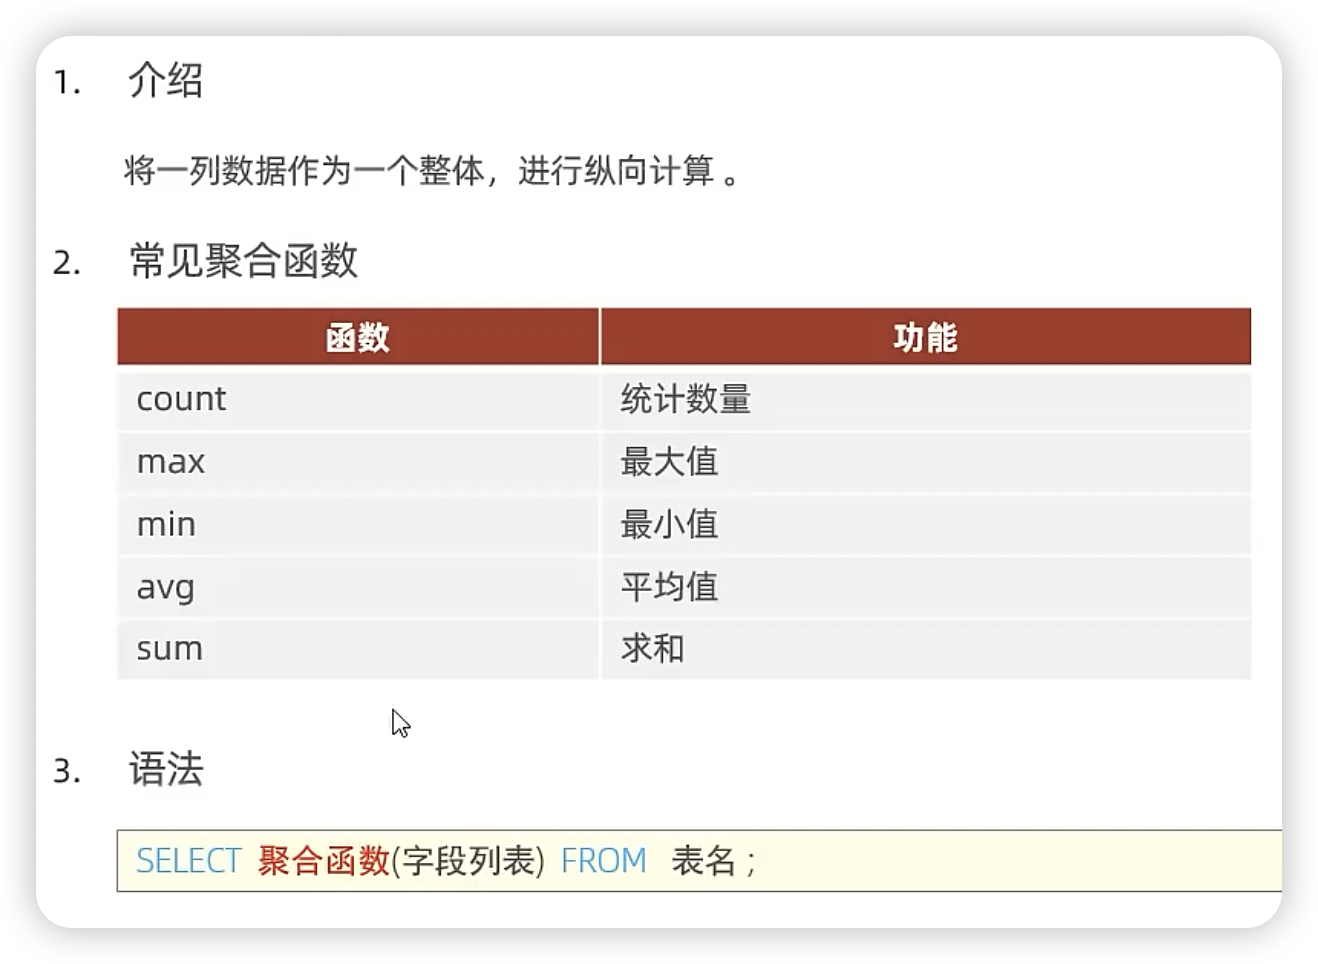 1. 介绍
将一列数据作为一个整体，进行纵向计算 。
2. 常见聚合函数
函数 功能
count 统计数量
max 最大值
min 最小值
avg 平均值
sum 求和
3. 语法
SELECT 聚合函数(字段列表) FROM 表名 ;